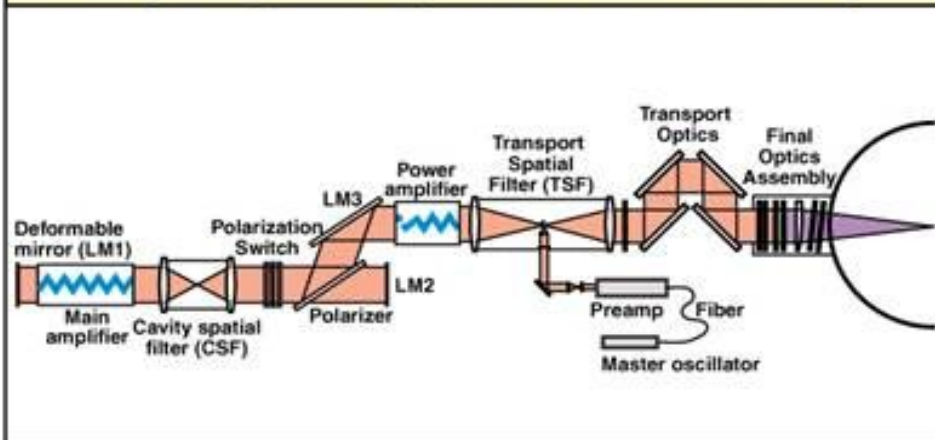 Transport
Optics
Final
Optics
Assembly
Transport
Spatial
Filter (TSF)
Power
amplifier
LM3
Polarization
Switch
Deformable
mirror (LM1)
LM2
Main
amplifier
Cavity spatial
filter (CSF)
Polarizer
Preamp
Fiber
Master oscillator